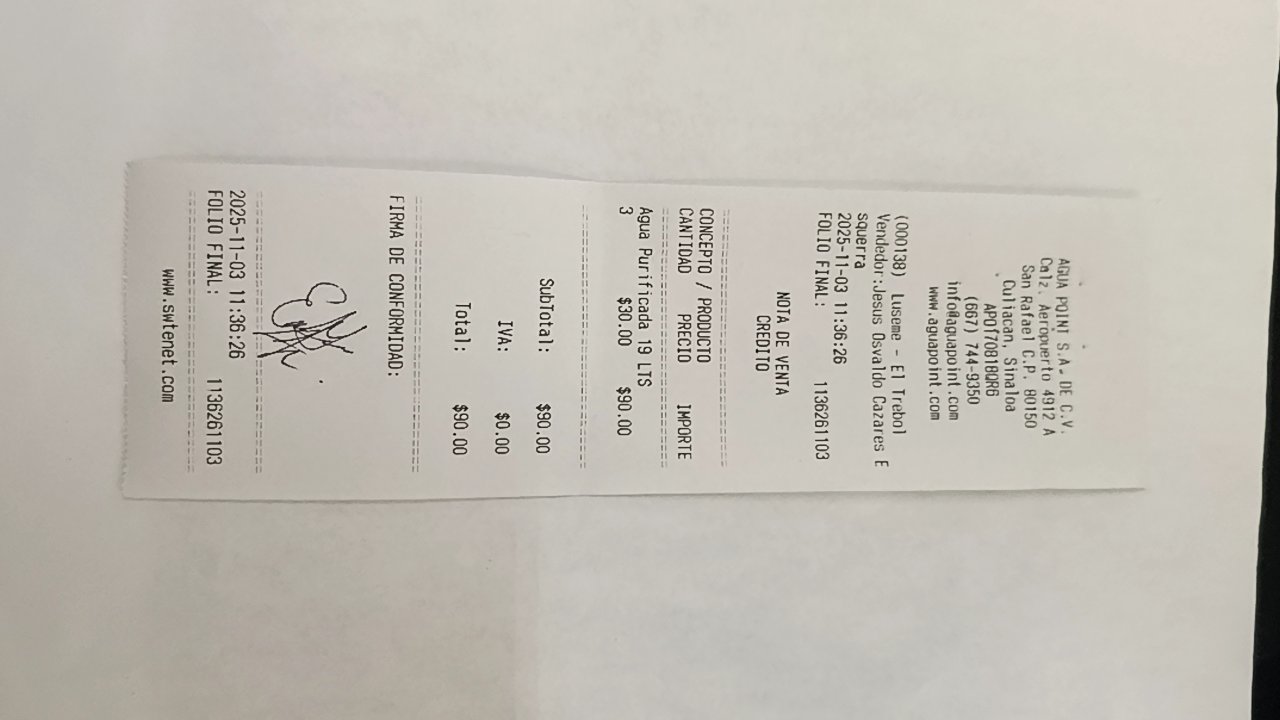 AGUA POINT S.A. DE C.V.
Calz. Aeropuerto 4912 A
San Rafael C.P. 80150
Culiacan, Sinaloa
APO170818QR6
(667) 744-9350
info@aguapoint.com
www.aguapoint.com
(000138) Luseme - El Trebol
Vendedor:Jesus Osvaldo Cazares E
squerra
2025-11-03 11:36:26
FOLIO FINAL: 1136261103
NOTA DE VENTA
CREDITO
CONCEPTO / PRODUCTO
CANTIDAD PRECIO IMPORTE
Agua Purificada 19 LTS
3 $30.00 $90.00
SubTotal: $90.00
IVA: $0.00
Total: $90.00
FIRMA DE CONFORMIDAD:
2025-11-03 11:36:26
FOLIO FINAL: 1136261103
www.swtenet.com